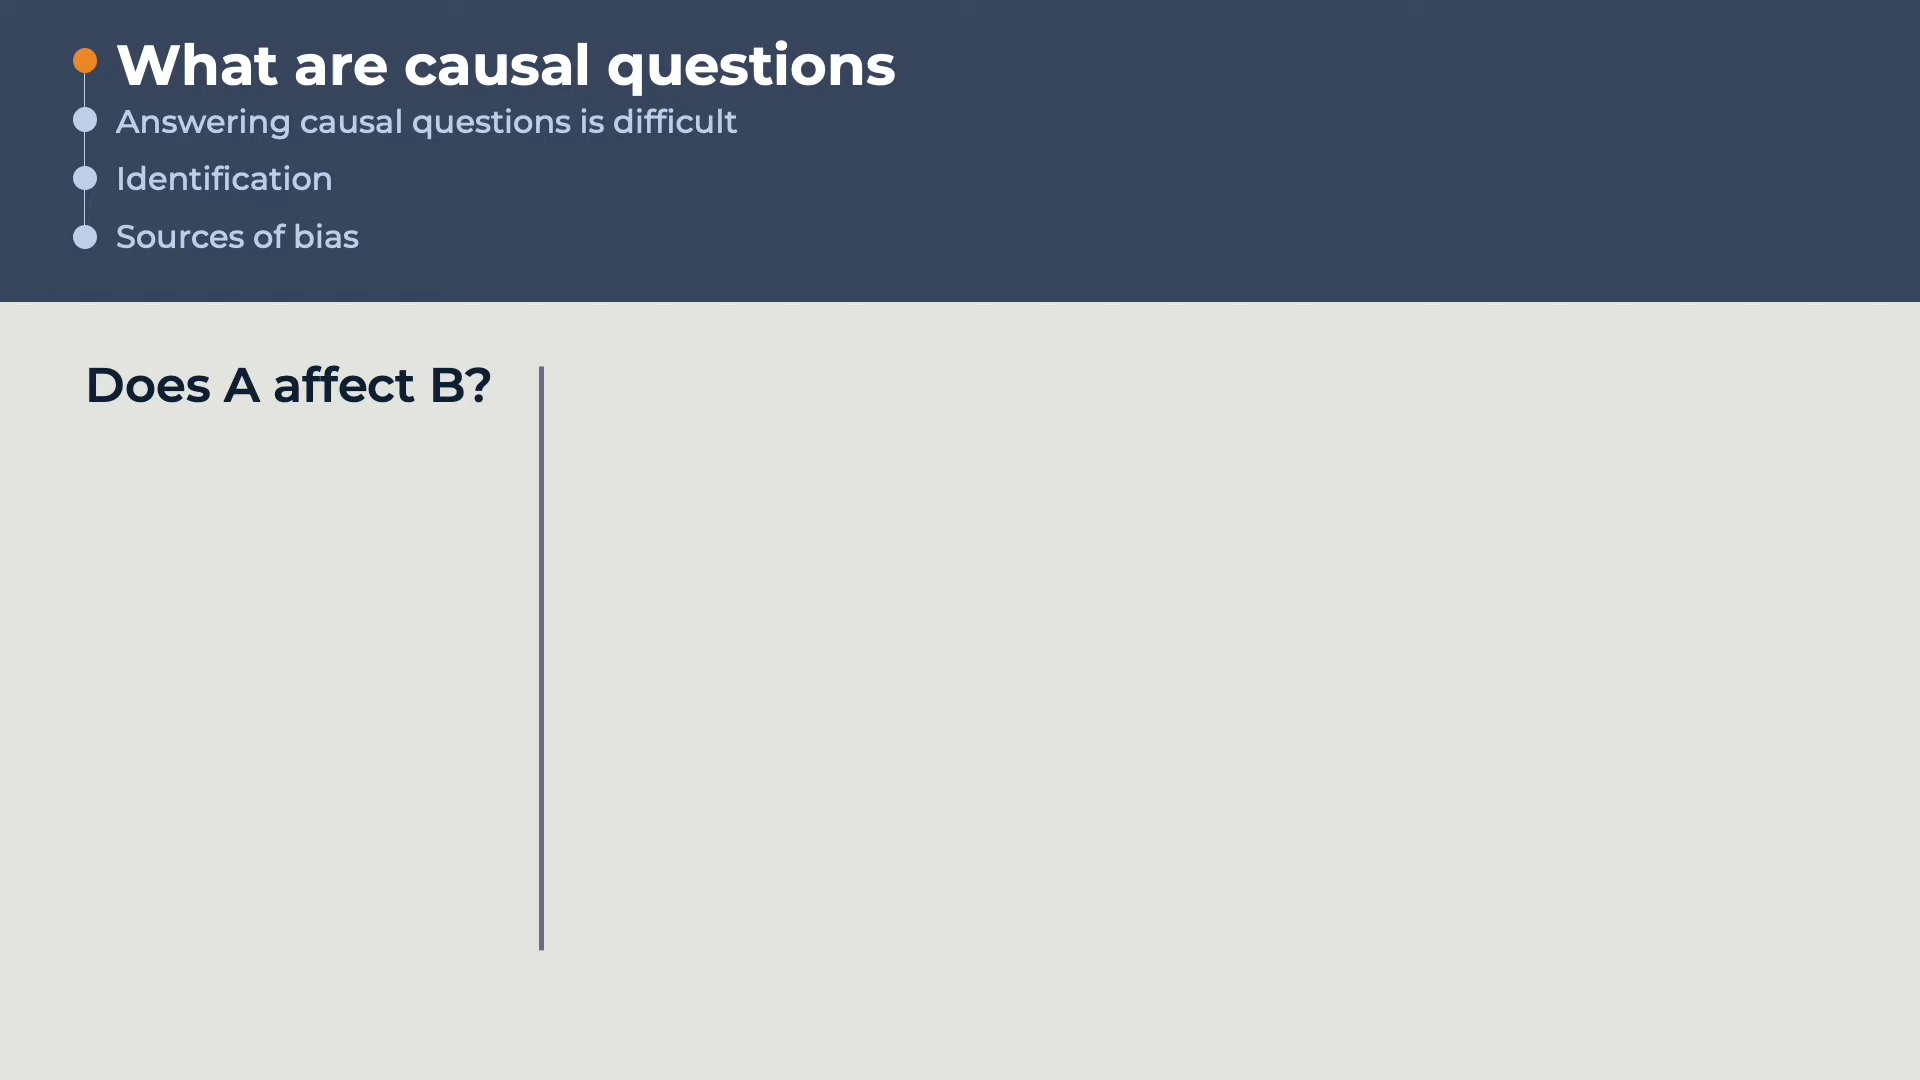 What are causal questions
Answering causal questions is difficult
Identification
Sources of bias
Does A affect B?